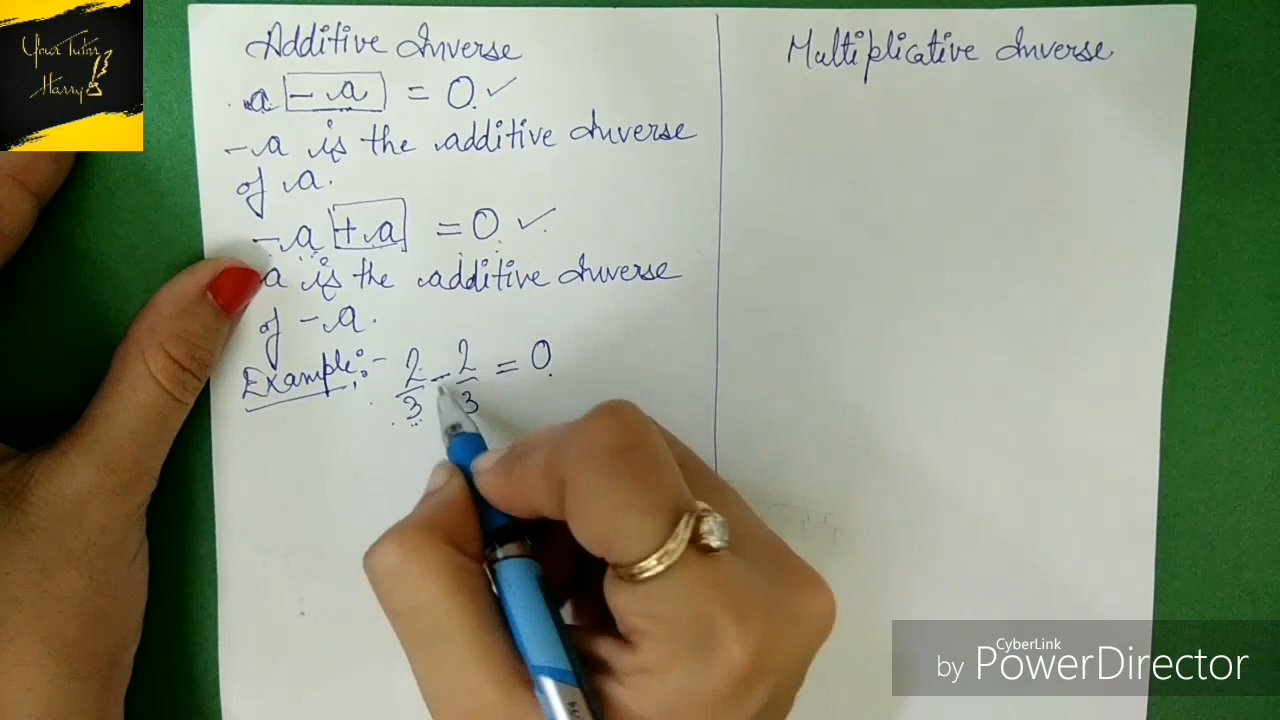 Your Tutor
Harry
Additive Inverse
a - a = 0 ✓
-a is the additive Inverse
of a.
-a + a = 0 ✓
a is the additive Inverse
of -a.
Example:- 2/3 - 2/3 = 0
Multiplicative Inverse
CyberLink
by PowerDirector